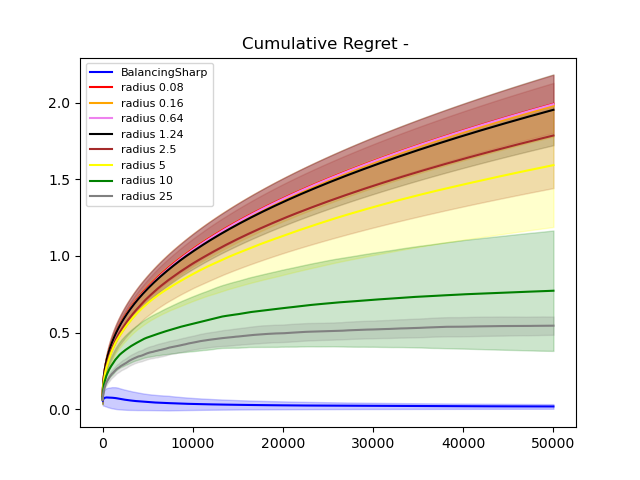 Cumulative Regret -
BalancingSharp
radius 0.08
radius 0.16
radius 0.64
radius 1.24
radius 2.5
radius 5
radius 10
radius 25
2.0
1.5
1.0
0.5
0.0
0 10000 20000 30000 40000 50000